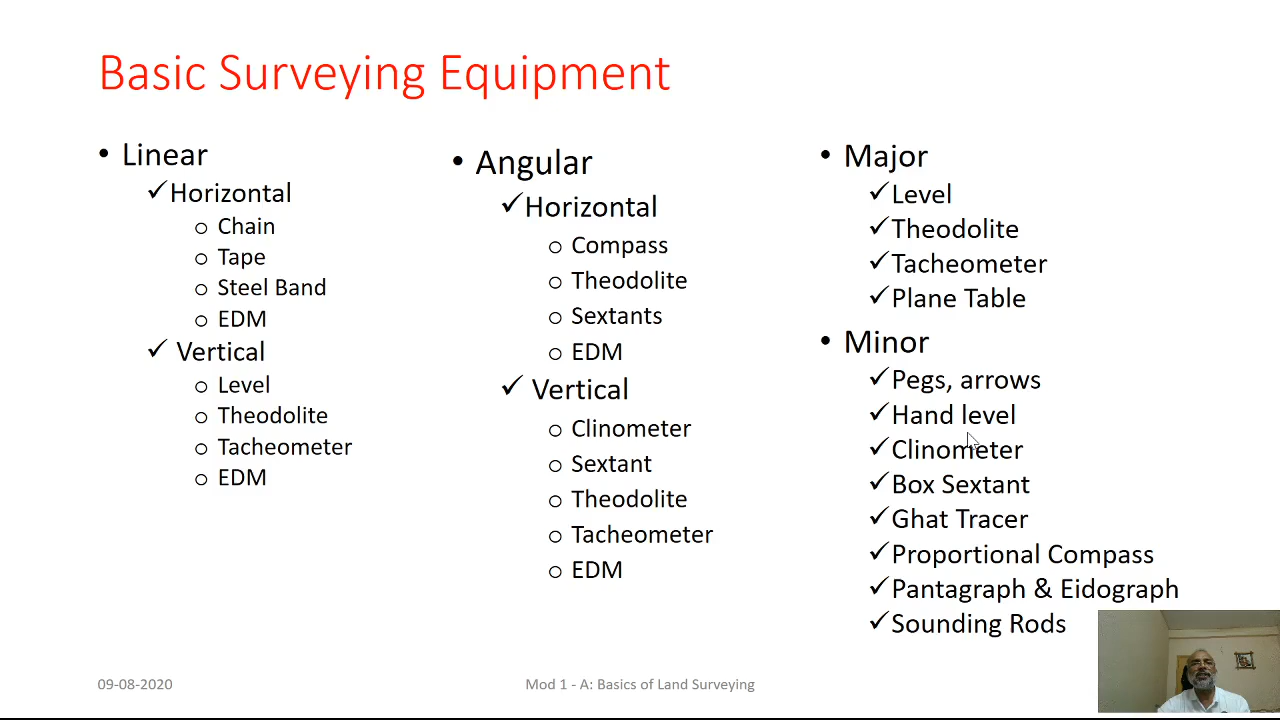 Basic Surveying Equipment
• Linear
✓Horizontal
o Chain
o Tape
o Steel Band
o EDM
✓ Vertical
o Level
o Theodolite
o Tacheometer
o EDM
• Angular
✓Horizontal
o Compass
o Theodolite
o Sextants
o EDM
✓ Vertical
o Clinometer
o Sextant
o Theodolite
o Tacheometer
o EDM
• Major
✓Level
✓Theodolite
✓Tacheometer
✓Plane Table
• Minor
✓Pegs, arrows
✓Hand level
✓Clinometer
✓Box Sextant
✓Ghat Tracer
✓Proportional Compass
✓Pantagraph & Eidograph
✓Sounding Rods
09-08-2020
Mod 1 - A: Basics of Land Surveying